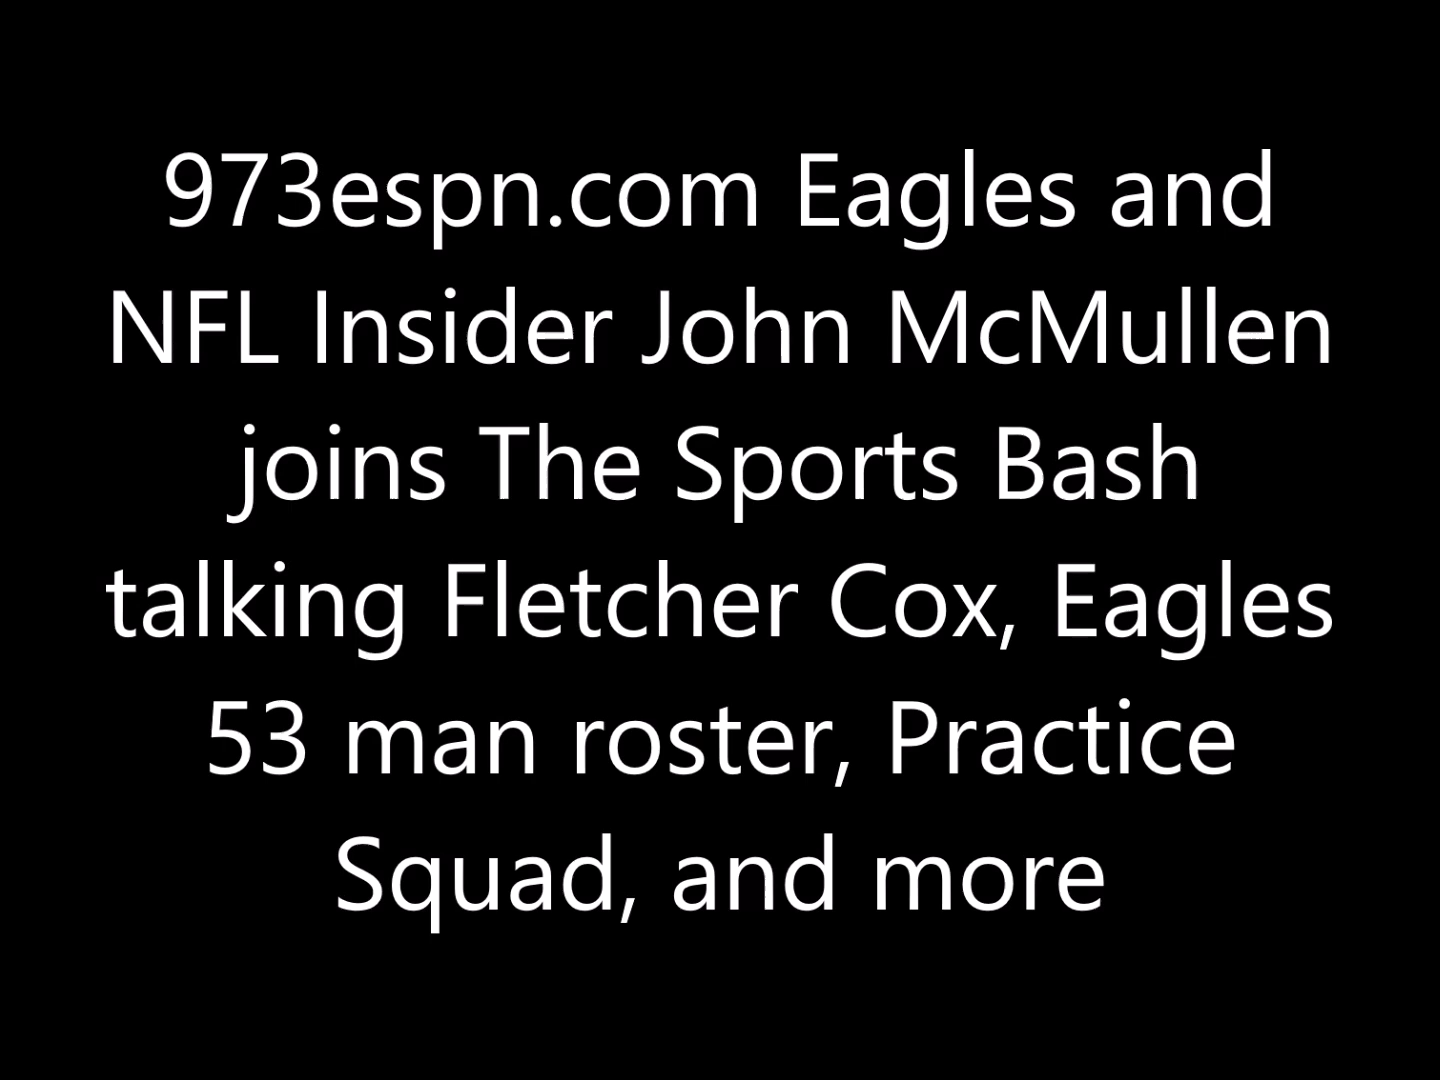 973espn.com Eagles and
NFL Insider John McMullen
joins The Sports Bash
talking Fletcher Cox, Eagles
53 man roster, Practice
Squad, and more